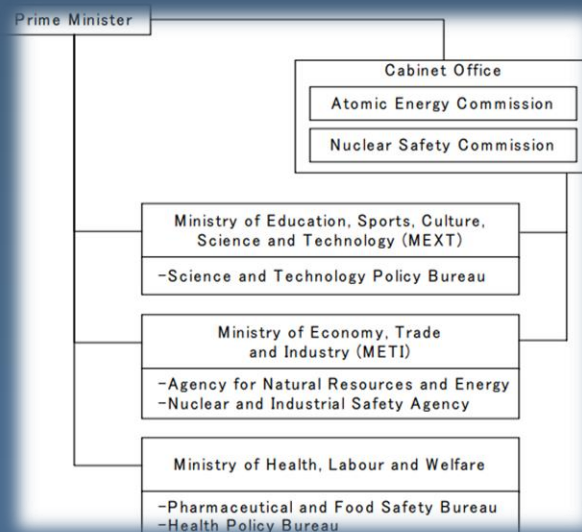 Prime Minister
Cabinet Office
Atomic Energy Commission
Nuclear Safety Commission
Ministry of Education, Sports, Culture,
Science and Technology (MEXT)
-Science and Technology Policy Bureau
Ministry of Economy, Trade
and Industry (METI)
-Agency for Natural Resources and Energy
-Nuclear and Industrial Safety Agency
Ministry of Health, Labour and Welfare
-Pharmaceutical and Food Safety Bureau
-Health Policy Bureau